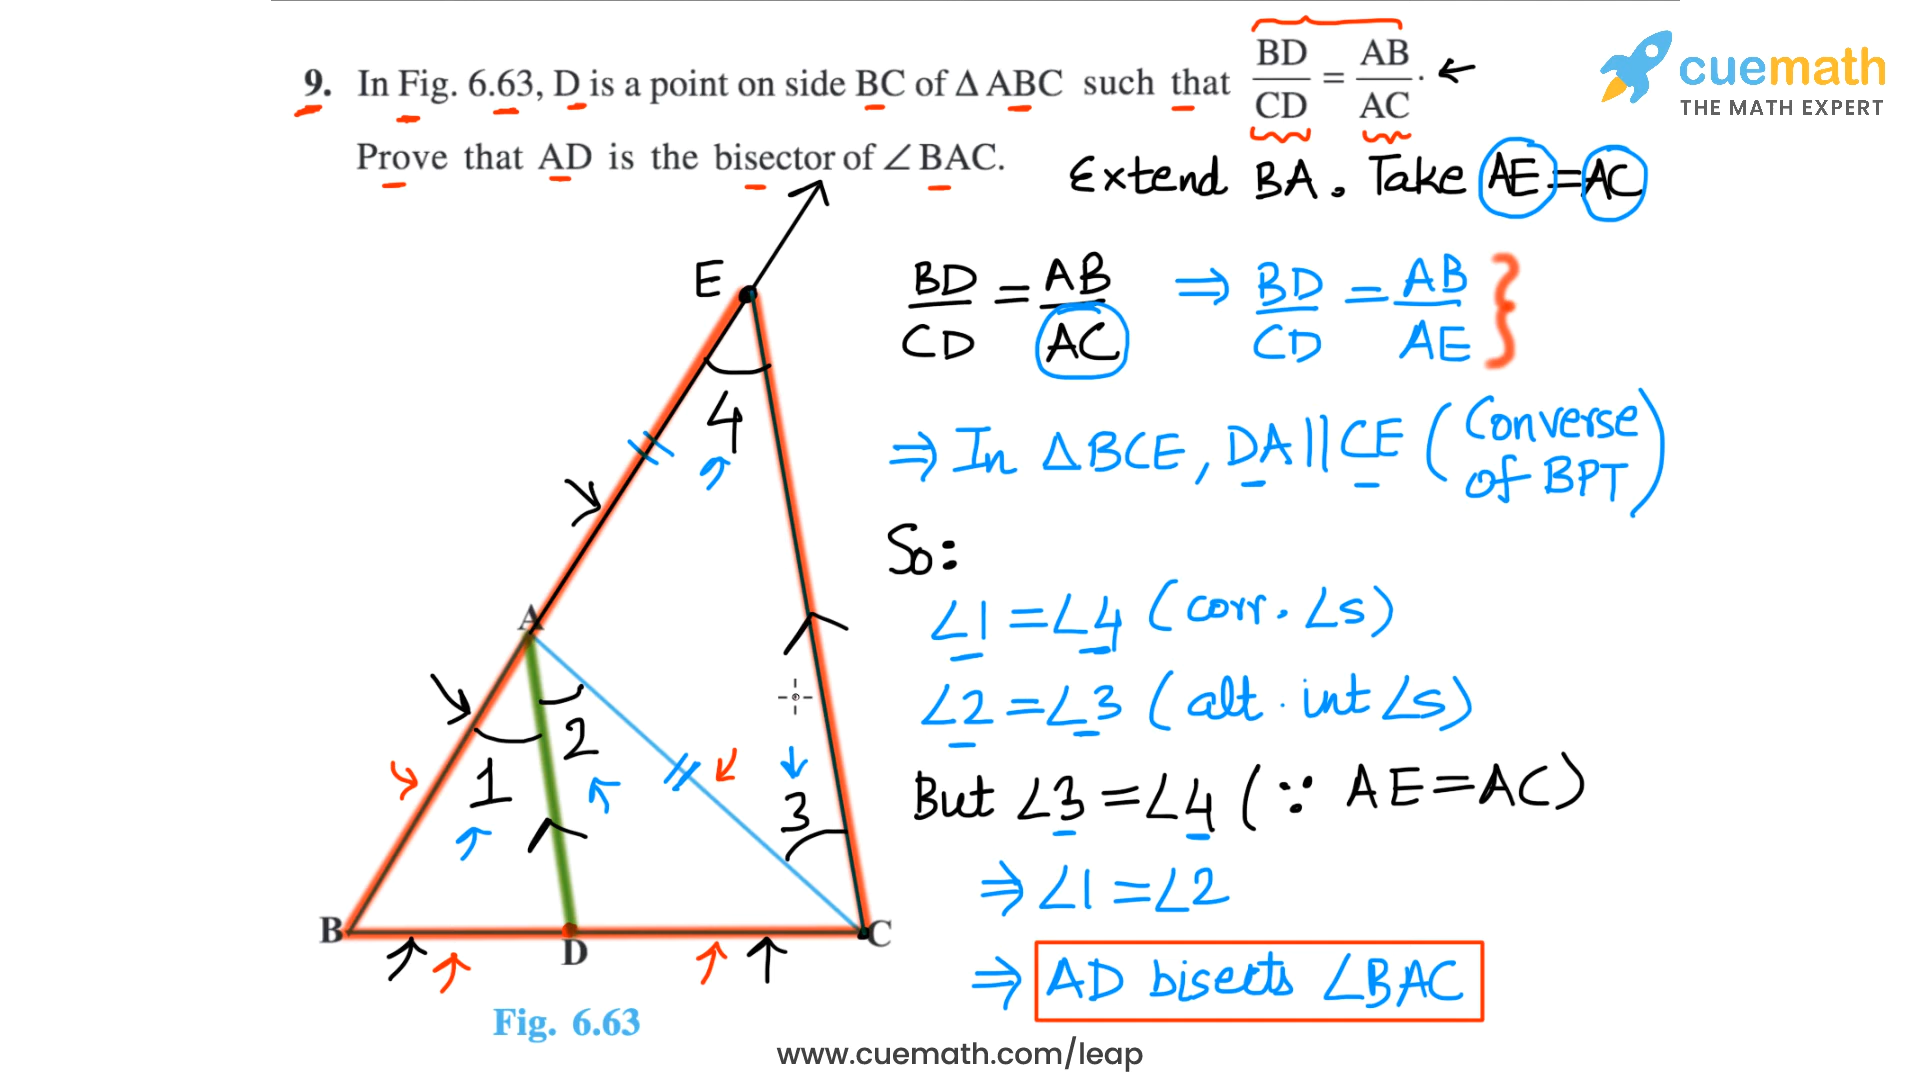 9. In Fig. 6.63, D is a point on side BC of Δ ABC such that BD/CD = AB/AC.
Prove that AD is the bisector of ∠ BAC.
cuemath
THE MATH EXPERT
Extend BA. Take AE=AC
BD/CD = AB/AC ⇒ BD/CD = AB/AE }
⇒ In ΔBCE, DA||CE (Converse of BPT)
So:
∠1=∠4 (corr. ∠s)
∠2=∠3 (alt. int ∠s)
But ∠3=∠4 (∵ AE=AC)
⇒ ∠1=∠2
⇒ AD bisects ∠BAC
E
4
A
2
1
3
B
D
C
Fig. 6.63
www.cuemath.com/leap